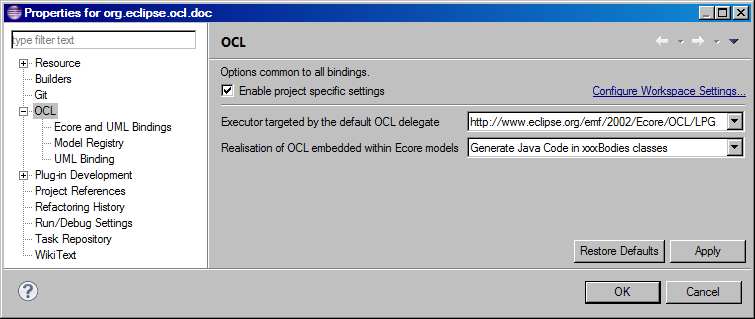 Properties for org.eclipse.ocl.doc
type filter text
Resource
Builders
Git
OCL
Ecore and UML Bindings
Model Registry
UML Binding
Plug-in Development
Project References
Refactoring History
Run/Debug Settings
Task Repository
WikiText
OCL
Options common to all bindings.
Enable project specific settings
Configure Workspace Settings...
Executor targeted by the default OCL delegate
http://www.eclipse.org/emf/2002/Ecore/OCL/LPG
Realisation of OCL embedded within Ecore models
Generate Java Code in xxxBodies classes
Restore Defaults
Apply
?
OK
Cancel